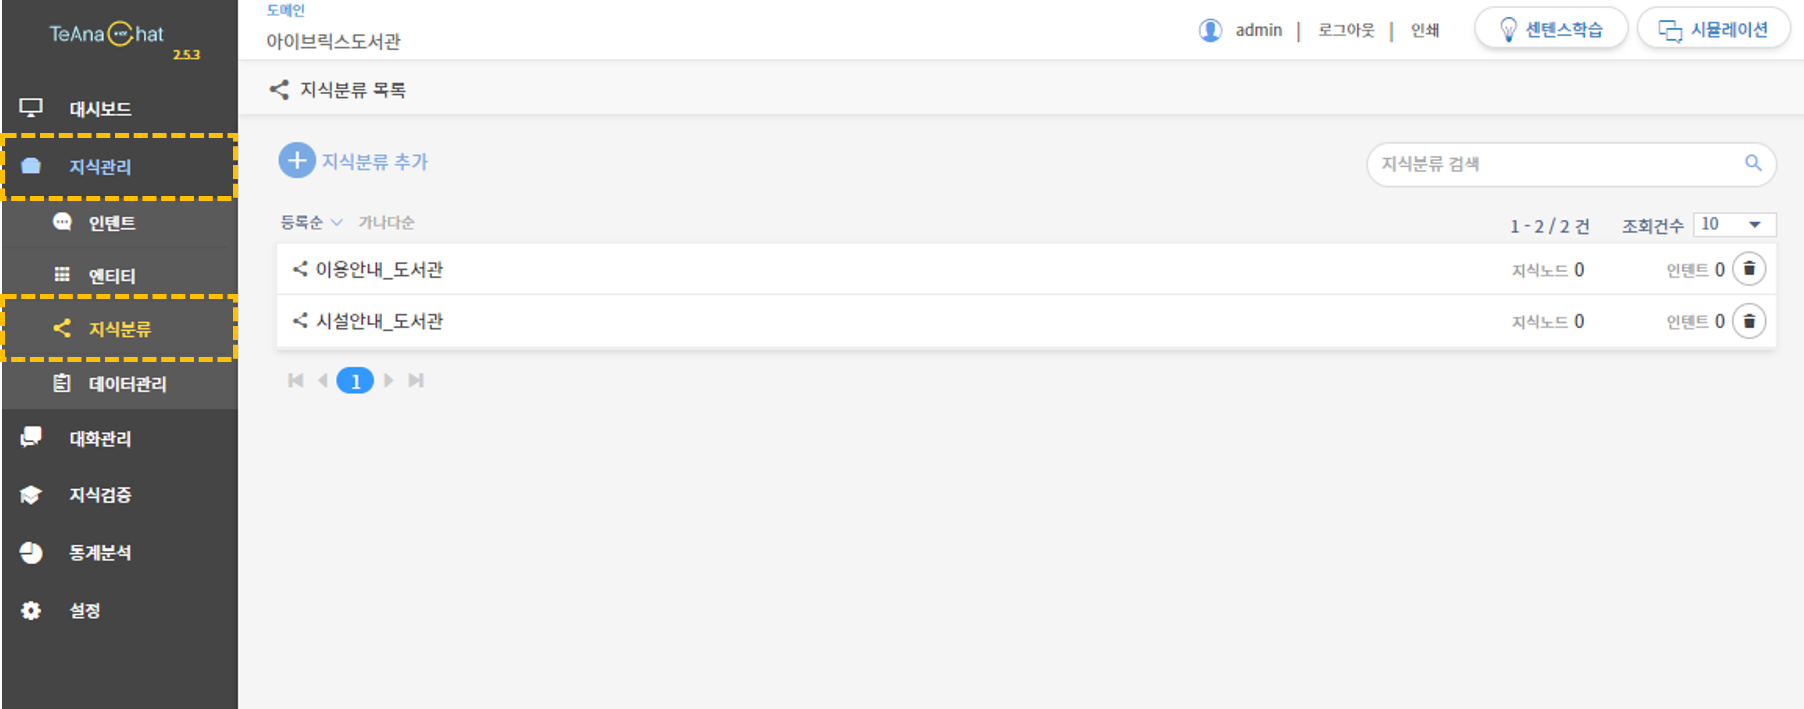 TeAna Chat
2.5.3
대시보드
지식관리
인텐트
엔티티
지식분류
데이터관리
대화관리
지식검증
통계분석
설정
도메인
아이브릭스도서관
admin | 로그아웃 | 인쇄
센텐스학습
시뮬레이션
지식분류 목록
지식분류 추가
지식분류 검색
등록순 가나다순
1 - 2 / 2 건 조회건수 10
이용안내_도서관 지식노드 0 인텐트 0
시설안내_도서관 지식노드 0 인텐트 0
1